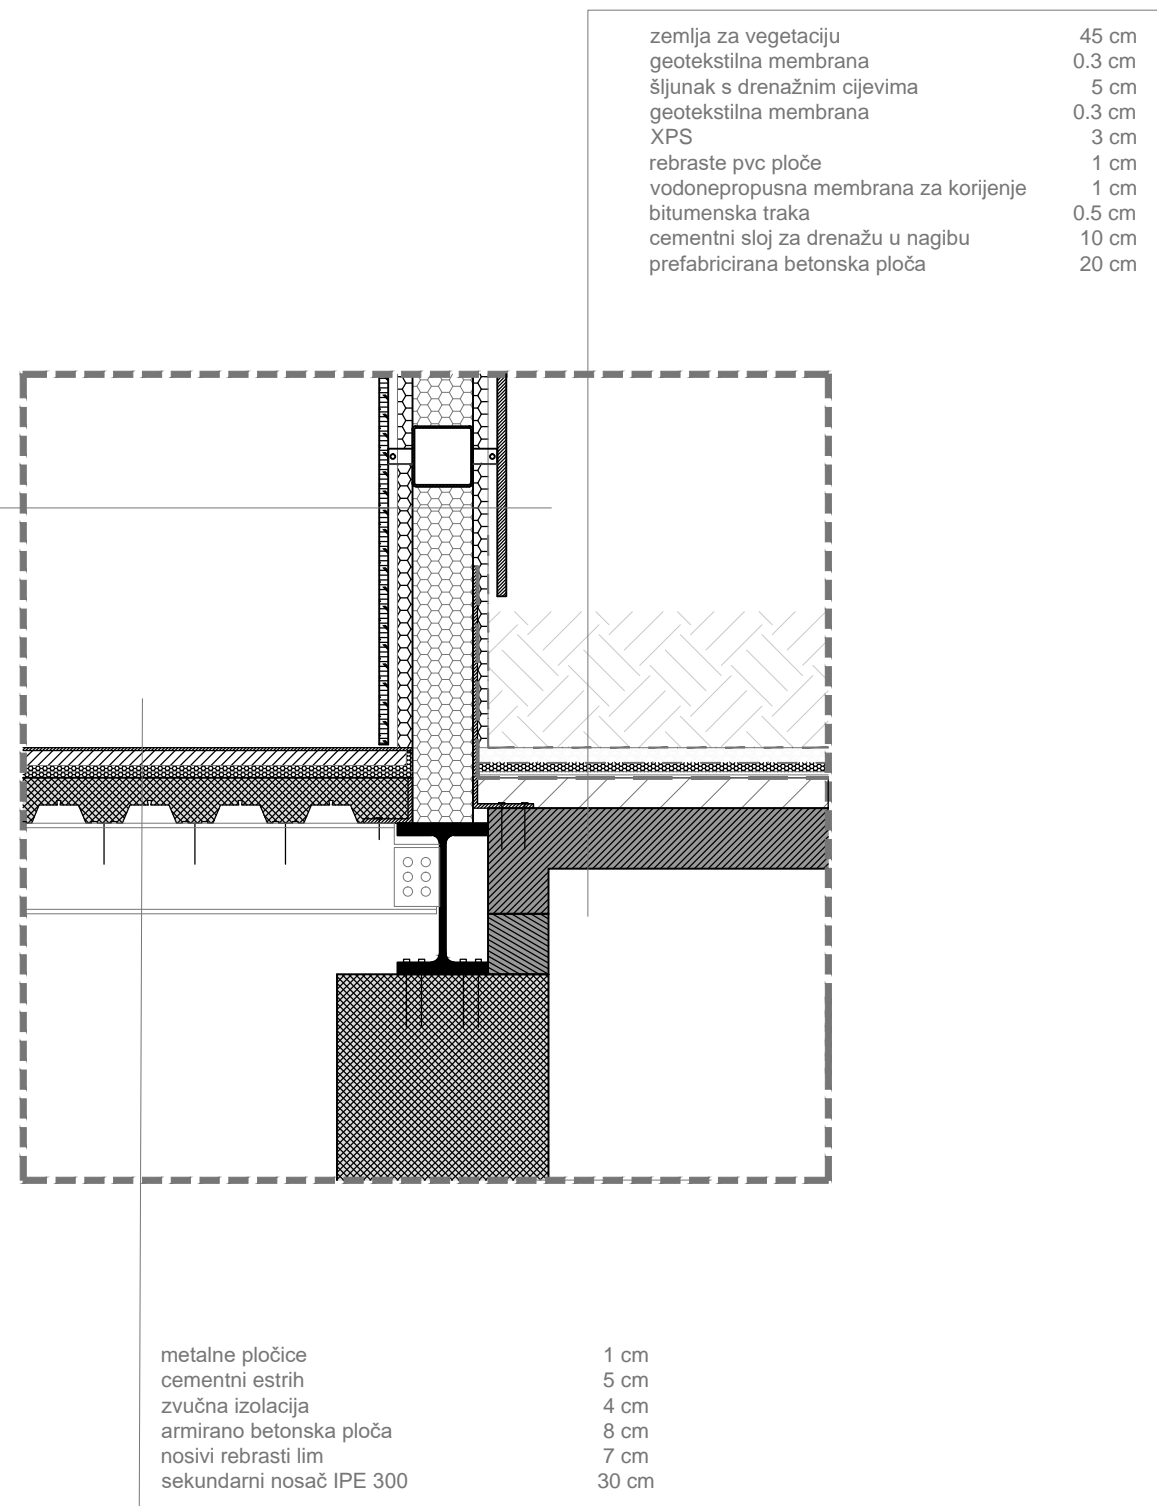 zemlja za vegetaciju 45 cm
geotekstilna membrana 0.3 cm
šljunak s drenažnim cijevima 5 cm
geotekstilna membrana 0.3 cm
XPS 3 cm
rebraste pvc ploče 1 cm
vodonepropusna membrana za korijenje 1 cm
bitumenska traka 0.5 cm
cementni sloj za drenažu u nagibu 10 cm
prefabricirana betonska ploča 20 cm
metalne pločice 1 cm
cementni estrih 5 cm
zvučna izolacija 4 cm
armirano betonska ploča 8 cm
nosivi rebrasti lim 7 cm
sekundarni nosač IPE 300 30 cm